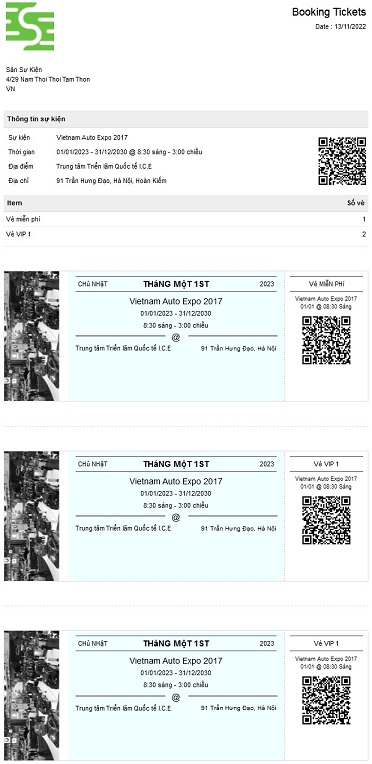 Booking Tickets
Date : 13/11/2022
Sàn Sự Kiện
4/29 Nam Thoi Thoi Tam Thon
VN
Thông tin sự kiện
Sự kiện Vietnam Auto Expo 2017
Thời gian 01/01/2023 - 31/12/2030 @ 8:30 sáng - 3:00 chiều
Địa điểm Trung tâm Triển lãm Quốc tế I.C.E
Địa chỉ 91 Trần Hưng Đạo, Hà Nội, Hoàn Kiếm
Item Số vé
Vé miễn phí 1
Vé VIP 1 2
CHủ NHậT THáNG MộT 1ST 2023
Vietnam Auto Expo 2017
01/01/2023 - 31/12/2030
8:30 sáng - 3:00 chiều
@
Trung tâm Triển lãm Quốc tế I.C.E 91 Trần Hưng Đạo, Hà Nội
Vé MIễN PHí
Vietnam Auto Expo 2017
01/01 @ 08:30 Sáng
CHủ NHậT THáNG MộT 1ST 2023
Vietnam Auto Expo 2017
01/01/2023 - 31/12/2030
8:30 sáng - 3:00 chiều
@
Trung tâm Triển lãm Quốc tế I.C.E 91 Trần Hưng Đạo, Hà Nội
Vé VIP 1
Vietnam Auto Expo 2017
01/01 @ 08:30 Sáng
CHủ NHậT THáNG MộT 1ST 2023
Vietnam Auto Expo 2017
01/01/2023 - 31/12/2030
8:30 sáng - 3:00 chiều
@
Trung tâm Triển lãm Quốc tế I.C.E 91 Trần Hưng Đạo, Hà Nội
Vé VIP 1
Vietnam Auto Expo 2017
01/01 @ 08:30 Sáng